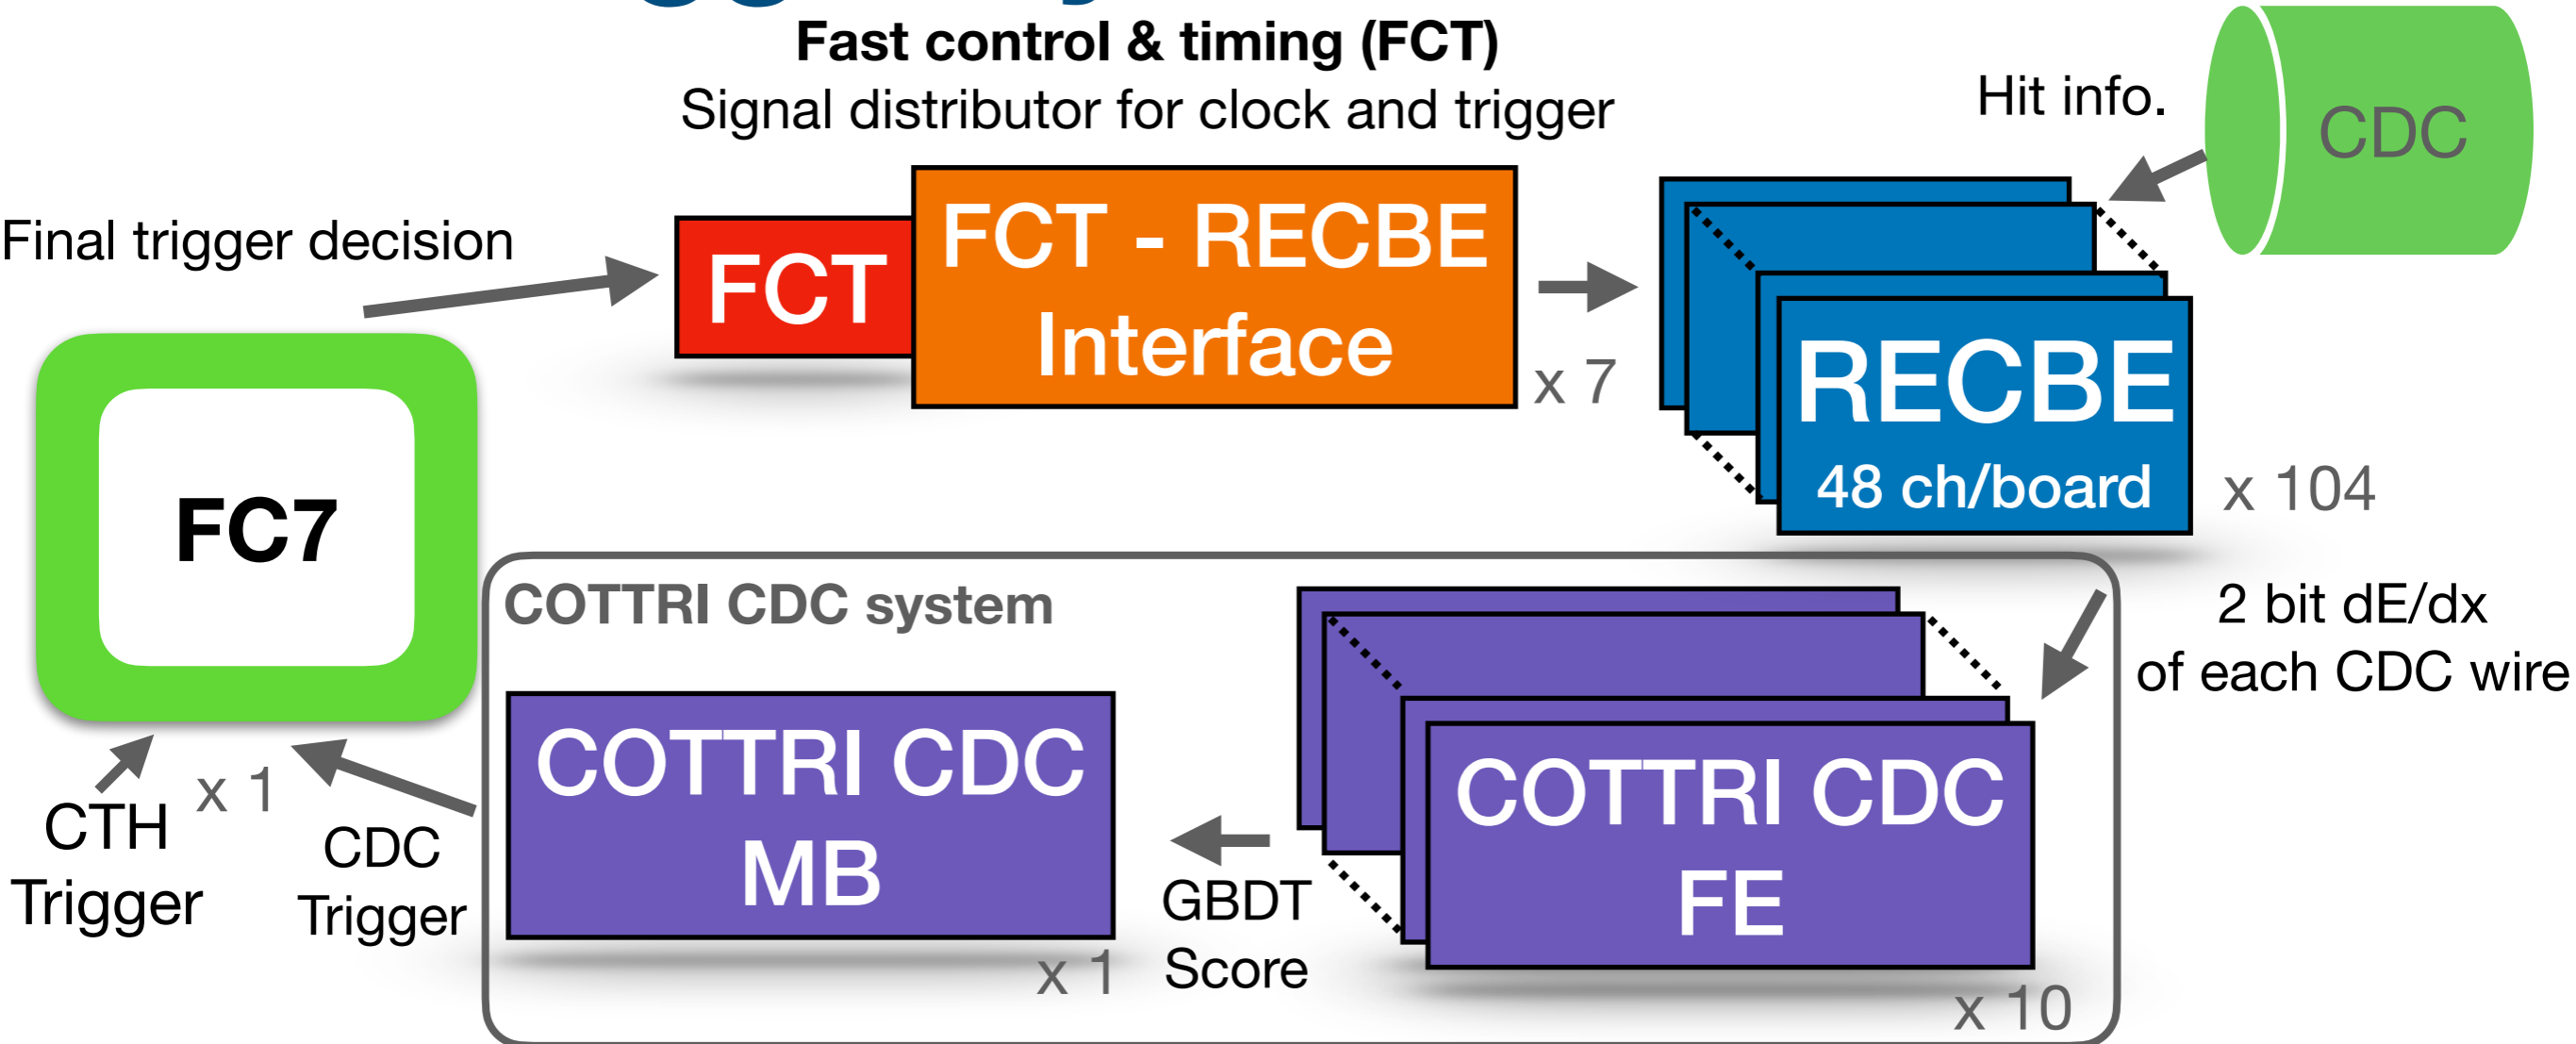 Fast control & timing (FCT)
Signal distributor for clock and trigger
Hit info.
CDC
Final trigger decision
FCT
FCT - RECBE
Interface
x 7
RECBE
48 ch/board
x 104
FC7
COTTRI CDC system
2 bit dE/dx
of each CDC wire
COTTRI CDC
MB
x 1
GBDT
Score
COTTRI CDC
FE
x 10
CTH
Trigger
x 1
CDC
Trigger